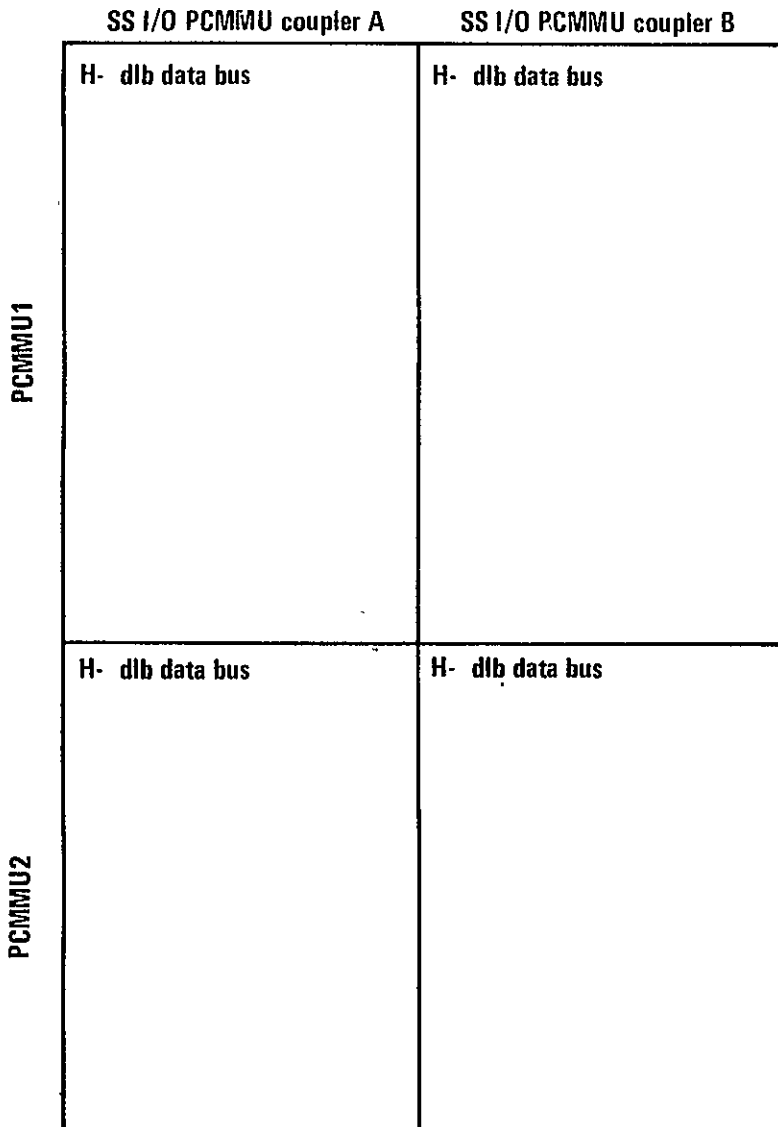 SS I/O PCMMU coupler A SS I/O PCMMU coupler B
H- dlb data bus H- dlb data bus
PCMMU1
H- dlb data bus H- dlb data bus
PCMMU2